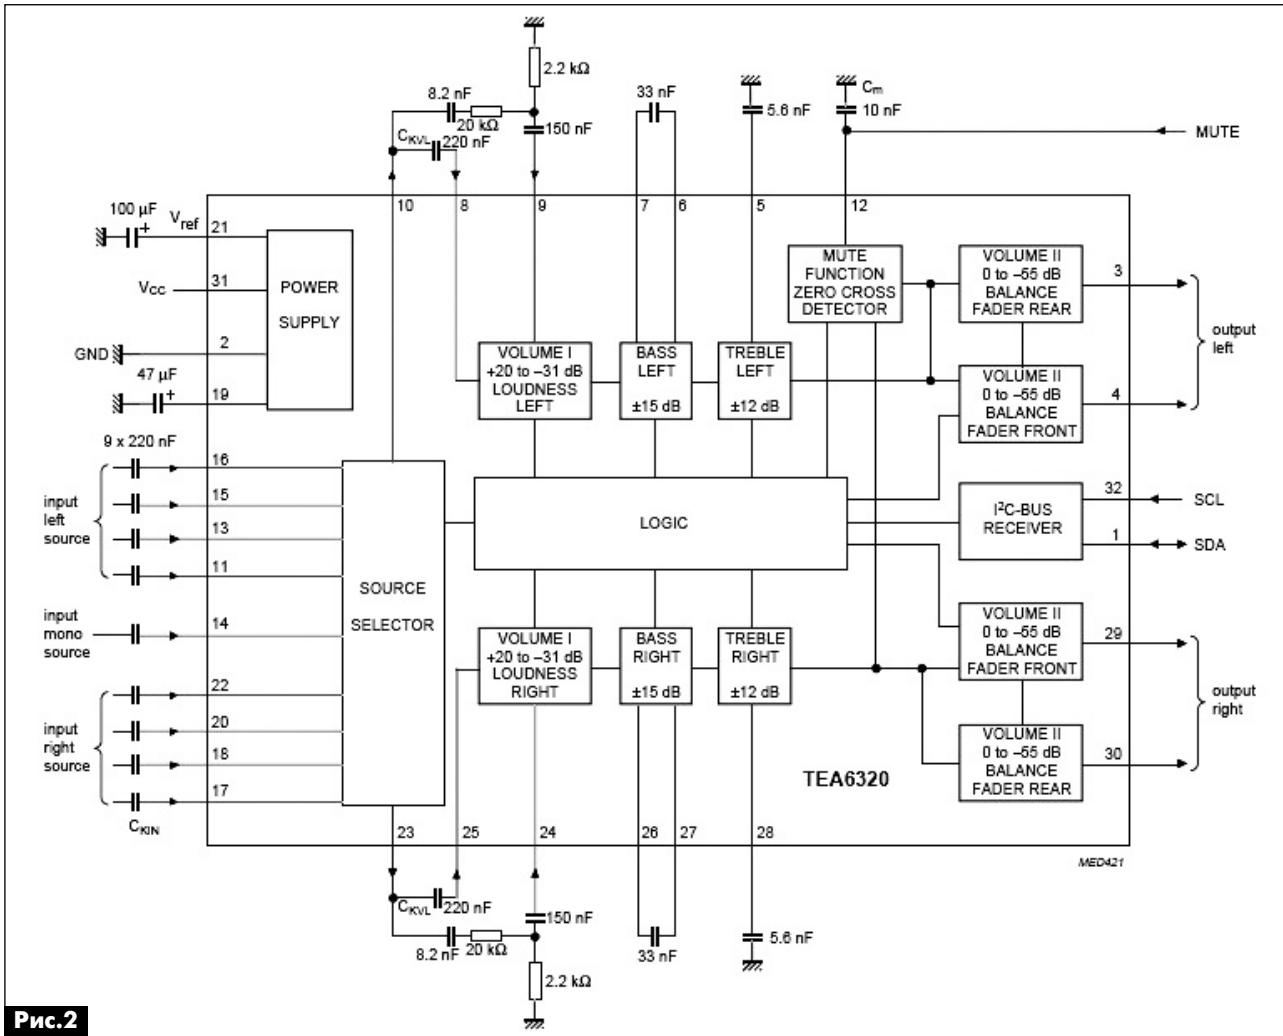 2.2 kΩ
8.2 nF
20 kΩ
150 nF
C_KVL
220 nF
33 nF
5.6 nF
C_m
10 nF
MUTE
10
8
9
7
6
5
12
100 µF
+
V_ref
21
V_CC
31
GND
2
47 µF
+
19
POWER
SUPPLY
MUTE
FUNCTION
ZERO CROSS
DETECTOR
VOLUME II
0 to –55 dB
BALANCE
FADER REAR
3
output
left
VOLUME I
+20 to –31 dB
LOUDNESS
LEFT
BASS
LEFT
±15 dB
TREBLE
LEFT
±12 dB
VOLUME II
0 to –55 dB
BALANCE
FADER FRONT
4
9 x 220 nF
input
left
source
16
15
13
11
input
mono
source
14
input
right
source
22
20
18
17
C_KIN
SOURCE
SELECTOR
LOGIC
I²C-BUS
RECEIVER
32
SCL
1
SDA
VOLUME I
+20 to –31 dB
LOUDNESS
RIGHT
BASS
RIGHT
±15 dB
TREBLE
RIGHT
±12 dB
VOLUME II
0 to –55 dB
BALANCE
FADER FRONT
29
output
right
VOLUME II
0 to –55 dB
BALANCE
FADER REAR
30
TEA6320
23
25
24
26
27
28
MED421
C_KVL
220 nF
150 nF
8.2 nF
20 kΩ
33 nF
5.6 nF
2.2 kΩ
Рис.2